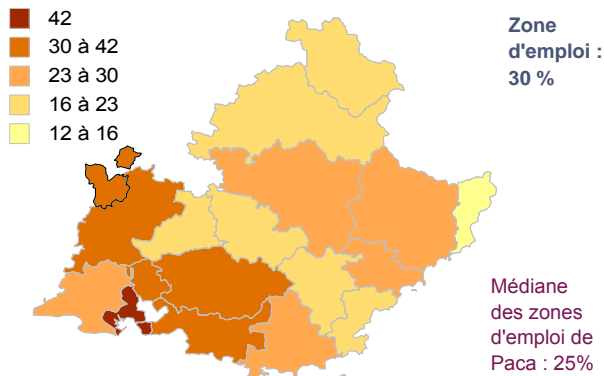 42
30 à 42
23 à 30
16 à 23
12 à 16
Zone
d'emploi :
30 %
Médiane
des zones
d'emploi de
Paca : 25%